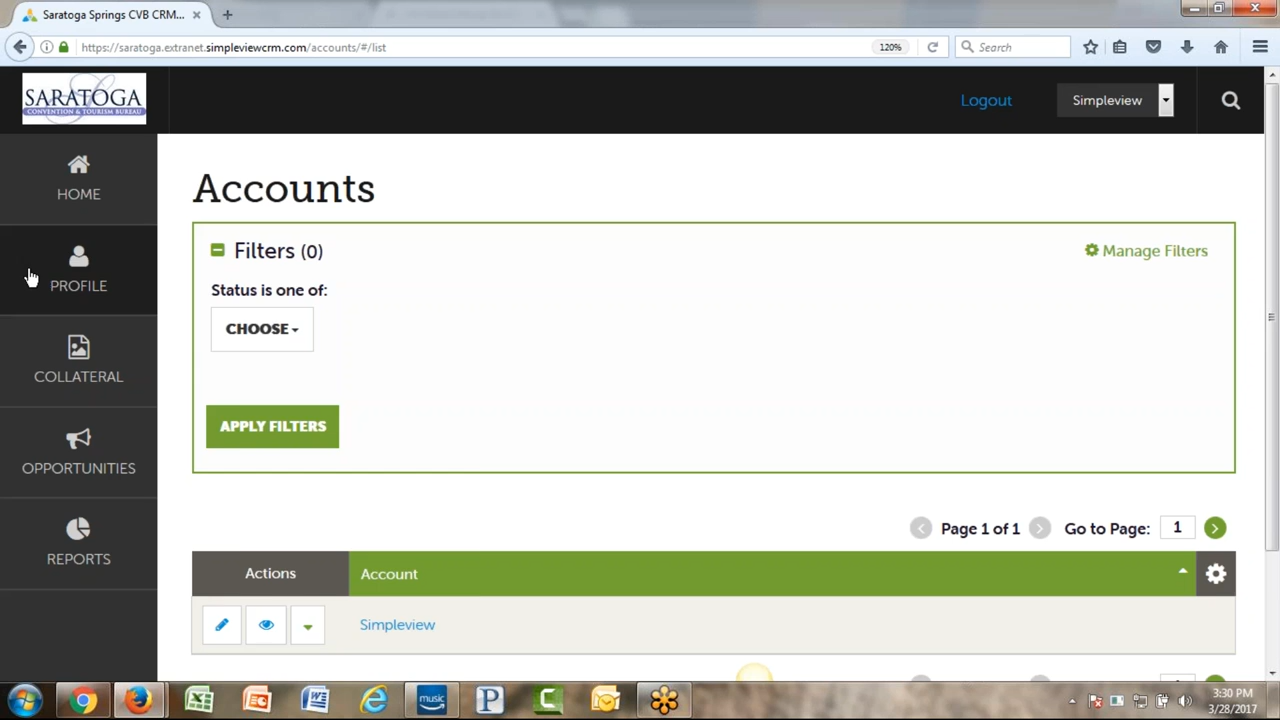 Saratoga Springs CVB CRM...
https://saratoga.extranet.simpleviewcrm.com/accounts/#/list
120%
Search
SARATOGA
CONVENTION & TOURISM BUREAU
Logout
Simpleview
HOME
PROFILE
COLLATERAL
OPPORTUNITIES
REPORTS
Accounts
Filters (0)
Manage Filters
Status is one of:
CHOOSE
APPLY FILTERS
Page 1 of 1
Go to Page:
1
Actions
Account
Simpleview
music
3:30 PM
3/28/2017